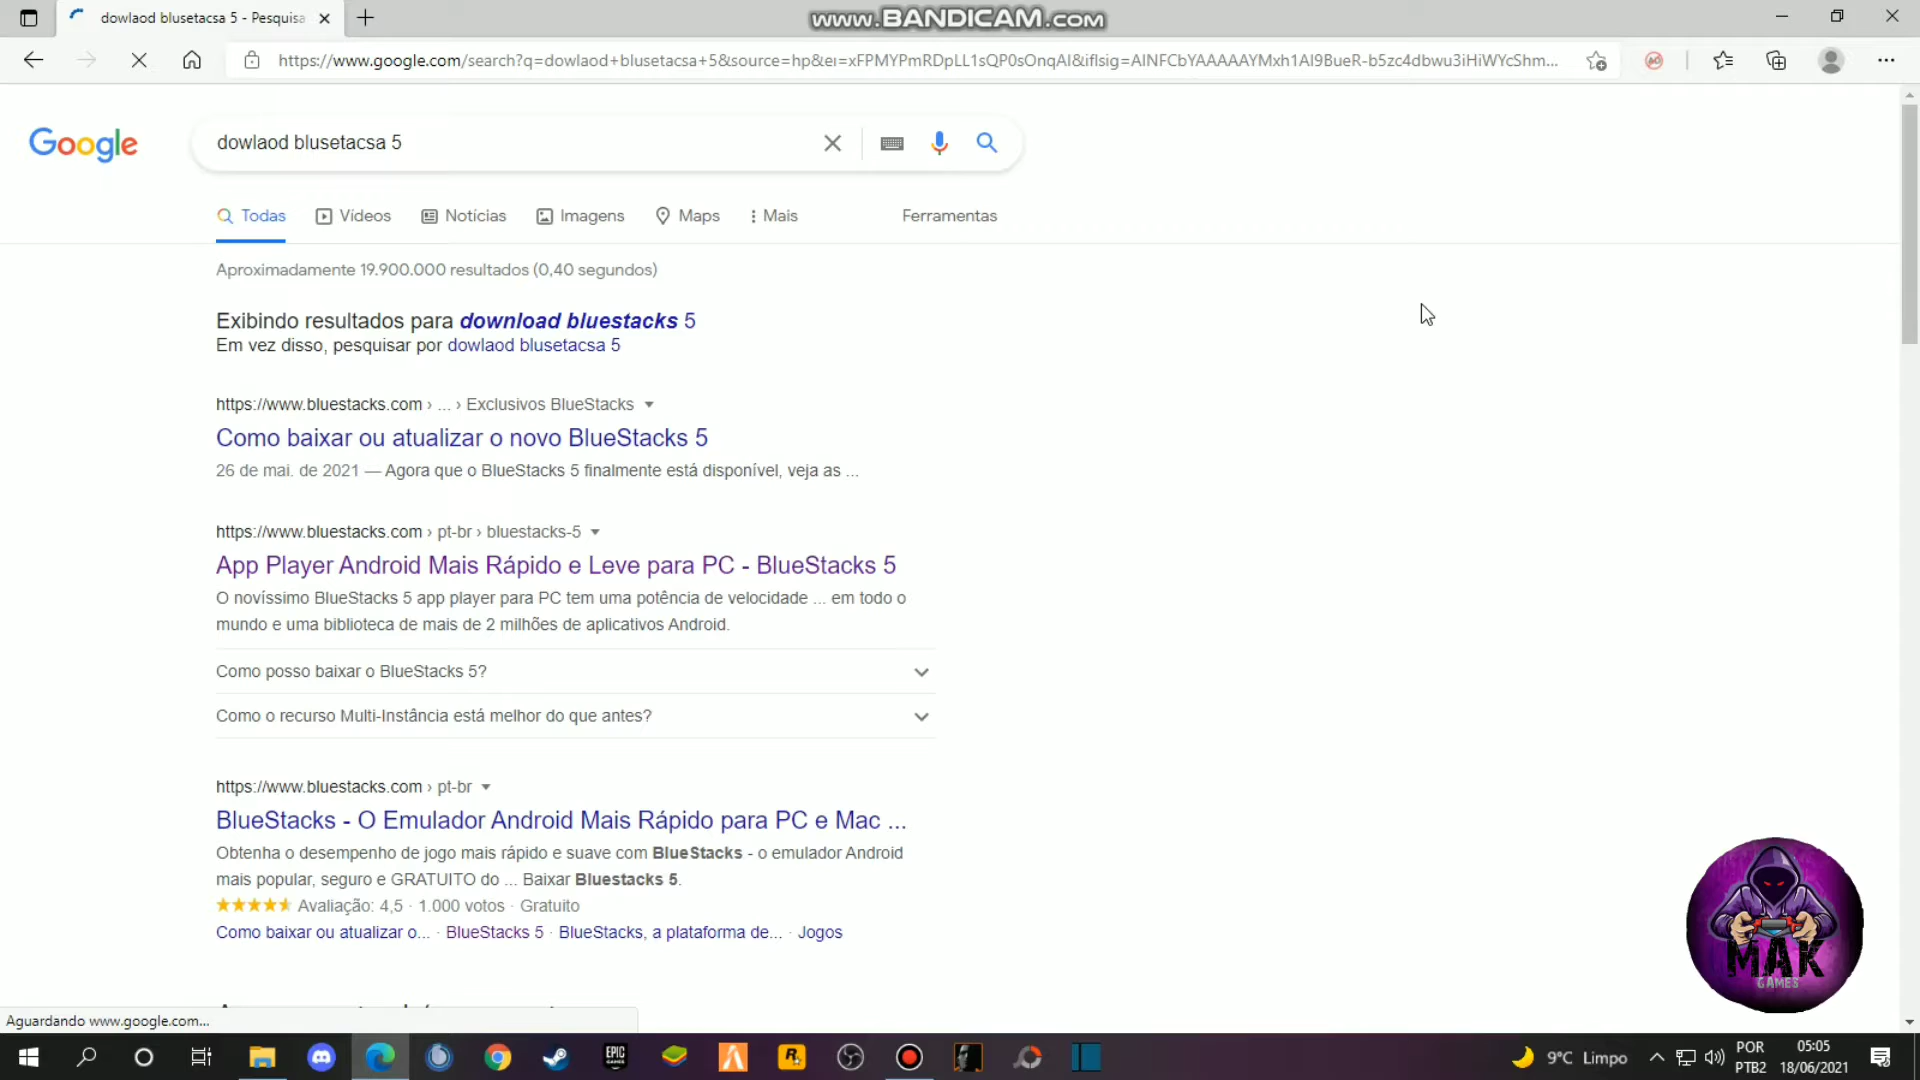 dowlaod blusetacsa 5 - Pesquisa
www.BANDICAM.com
https://www.google.com/search?q=dowlaod+blusetacsa+5&source=hp&ei=xFPMYPmRDpLL1sQP0sOnqAI&iflsig=AINFCbYAAAAAYMxh1AI9BueR-b5zc4dbwu3iHiWYcShm...
Google
dowlaod blusetacsa 5
Todas Vídeos Notícias Imagens Maps Mais Ferramentas
Aproximadamente 19.900.000 resultados (0,40 segundos)
Exibindo resultados para download bluestacks 5
Em vez disso, pesquisar por dowlaod blusetacsa 5
https://www.bluestacks.com › ... › Exclusivos BlueStacks
Como baixar ou atualizar o novo BlueStacks 5
26 de mai. de 2021 — Agora que o BlueStacks 5 finalmente está disponível, veja as ...
https://www.bluestacks.com › pt-br › bluestacks-5
App Player Android Mais Rápido e Leve para PC - BlueStacks 5
O novíssimo BlueStacks 5 app player para PC tem uma potência de velocidade ... em todo o
mundo e uma biblioteca de mais de 2 milhões de aplicativos Android.
Como posso baixar o BlueStacks 5?
Como o recurso Multi-Instância está melhor do que antes?
https://www.bluestacks.com › pt-br
BlueStacks - O Emulador Android Mais Rápido para PC e Mac ...
Obtenha o desempenho de jogo mais rápido e suave com BlueStacks - o emulador Android
mais popular, seguro e GRATUITO do ... Baixar Bluestacks 5.
Avaliação: 4,5 · 1.000 votos · Gratuito
Como baixar ou atualizar o... · BlueStacks 5 · BlueStacks, a plataforma de... · Jogos
MAK
GAMES
Aguardando www.google.com...
EPIC
GAMES
9°C Limpo
POR
PTB2
05:05
18/06/2021